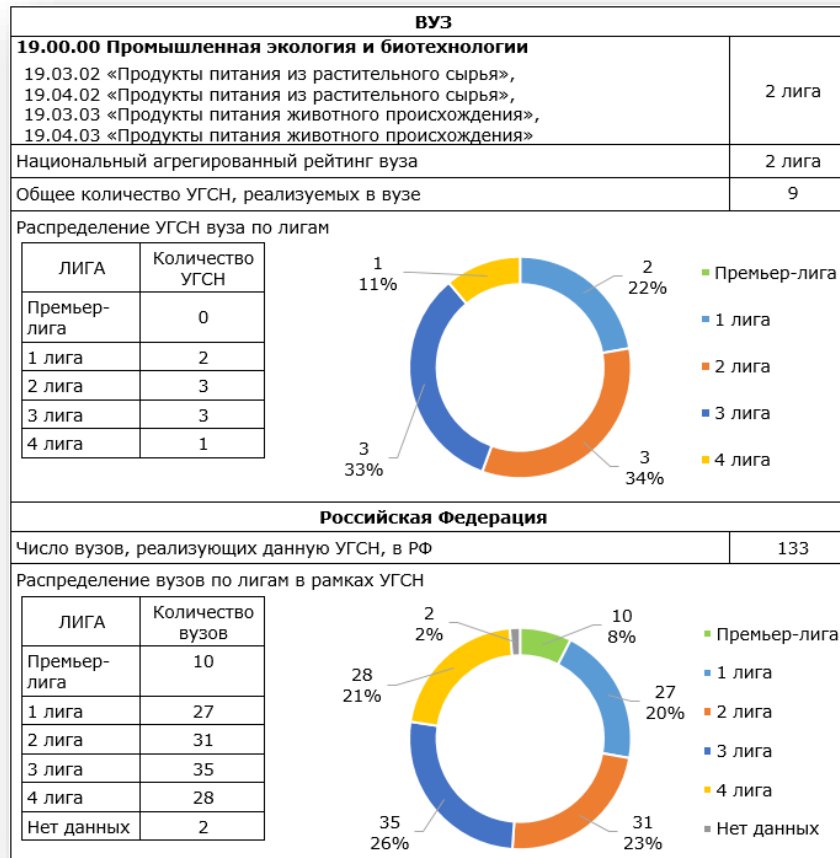 ВУЗ
19.00.00 Промышленная экология и биотехнологии
19.03.02 «Продукты питания из растительного сырья»,
19.04.02 «Продукты питания из растительного сырья»,
19.03.03 «Продукты питания животного происхождения»,
19.04.03 «Продукты питания животного происхождения»
2 лига
Национальный агрегированный рейтинг вуза 2 лига
Общее количество УГСН, реализуемых в вузе 9
Распределение УГСН вуза по лигам
ЛИГА Количество
УГСН
Премьер-
лига 0
1 лига 2
2 лига 3
3 лига 3
4 лига 1
1
11%
2
22%
3
33%
3
34%
Премьер-лига
1 лига
2 лига
3 лига
4 лига
Российская Федерация
Число вузов, реализующих данную УГСН, в РФ 133
Распределение вузов по лигам в рамках УГСН
ЛИГА Количество
вузов
Премьер- 10
лига
1 лига 27
2 лига 31
3 лига 35
4 лига 28
Нет данных 2
2
2%
10
8%
28
21%
27
20%
35
26%
31
23%
Премьер-лига
1 лига
2 лига
3 лига
4 лига
Нет данных